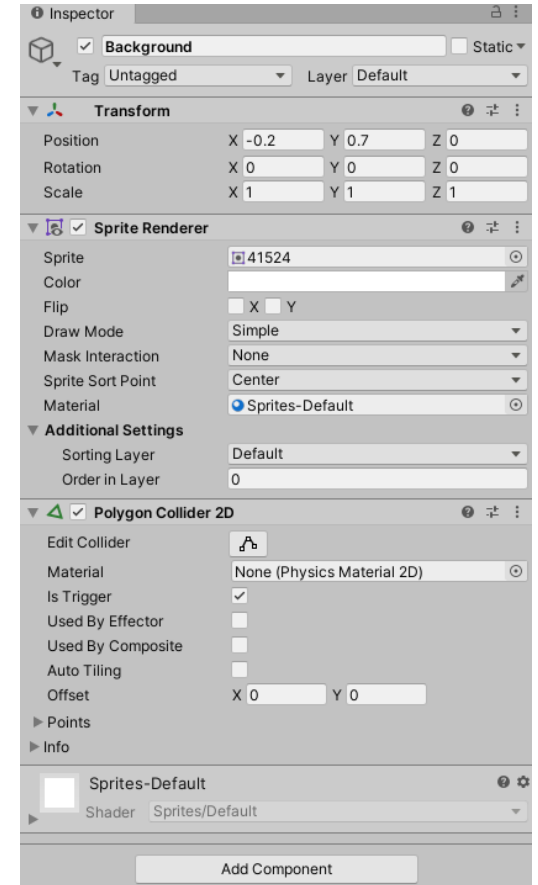 Inspector
Background Static
Tag Untagged Layer Default
Transform
Position X -0.2 Y 0.7 Z 0
Rotation X 0 Y 0 Z 0
Scale X 1 Y 1 Z 1
Sprite Renderer
Sprite 41524
Color
Flip X Y
Draw Mode Simple
Mask Interaction None
Sprite Sort Point Center
Material Sprites-Default
Additional Settings
Sorting Layer Default
Order in Layer 0
Polygon Collider 2D
Edit Collider
Material None (Physics Material 2D)
Is Trigger
Used By Effector
Used By Composite
Auto Tiling
Offset X 0 Y 0
Points
Info
Sprites-Default
Shader Sprites/Default
Add Component